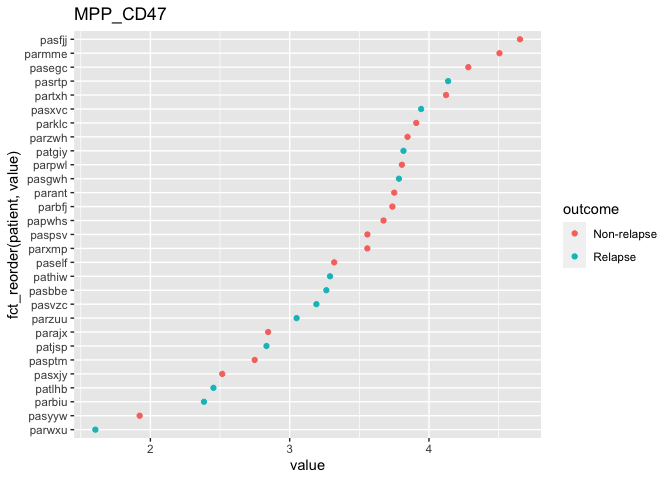 MPP_CD47
fct_reorder(patient, value)
pasfjj
parmme
pasegc
pasrtp
partxh
pasxvc
parklc
parzwh
patgiy
parpwl
pasgwh
parant
parbfj
papwhs
paspsv
parxmp
paself
pathiw
pasbbe
pasvzc
parzuu
parajx
patjsp
pasptm
pasxjy
patlhb
parbiu
pasyyw
parwxu
2 3 4
value
outcome
Non-relapse
Relapse